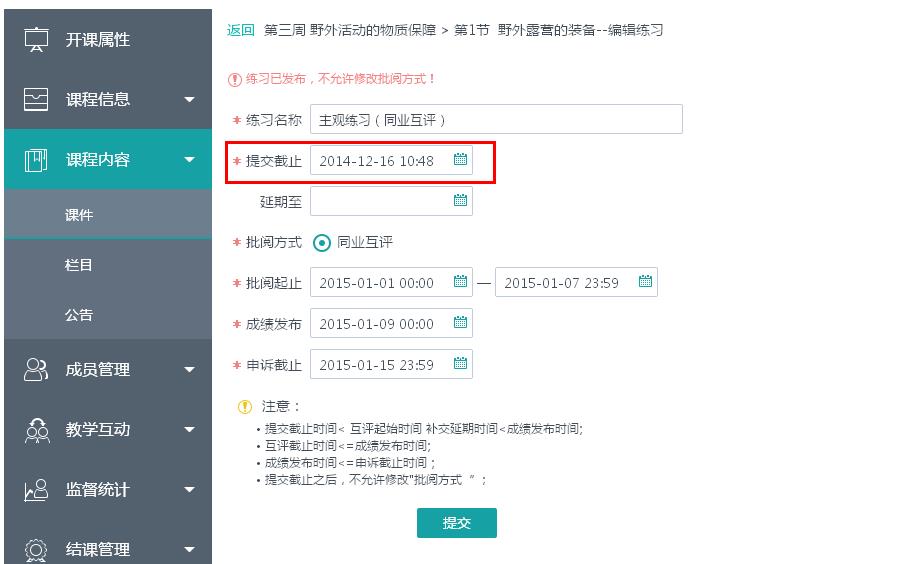 开课属性
课程信息
课程内容
课件
栏目
公告
成员管理
教学互动
监督统计
结课管理
返回 第三周 野外活动的物质保障 > 第1节 野外露营的装备--编辑练习
练习已发布，不允许修改批阅方式！
* 练习名称 主观练习（同业互评）
* 提交截止 2014-12-16 10:48
延期至
* 批阅方式 同业互评
* 批阅起止 2015-01-01 00:00 — 2015-01-07 23:59
* 成绩发布 2015-01-09 00:00
* 申诉截止 2015-01-15 23:59
注意：
• 提交截止时间< 互评起始时间 补交延期时间<成绩发布时间;
• 互评截止时间<=成绩发布时间;
• 成绩发布时间<=申诉截止时间；
• 提交截止之后，不允许修改"批阅方式 ”；
提交